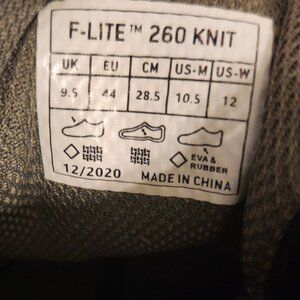 F-LITE™ 260 KNIT
UK EU CM US-M US-W
9.5 44 28.5 10.5 12
EVA &
RUBBER
12/2020 MADE IN CHINA